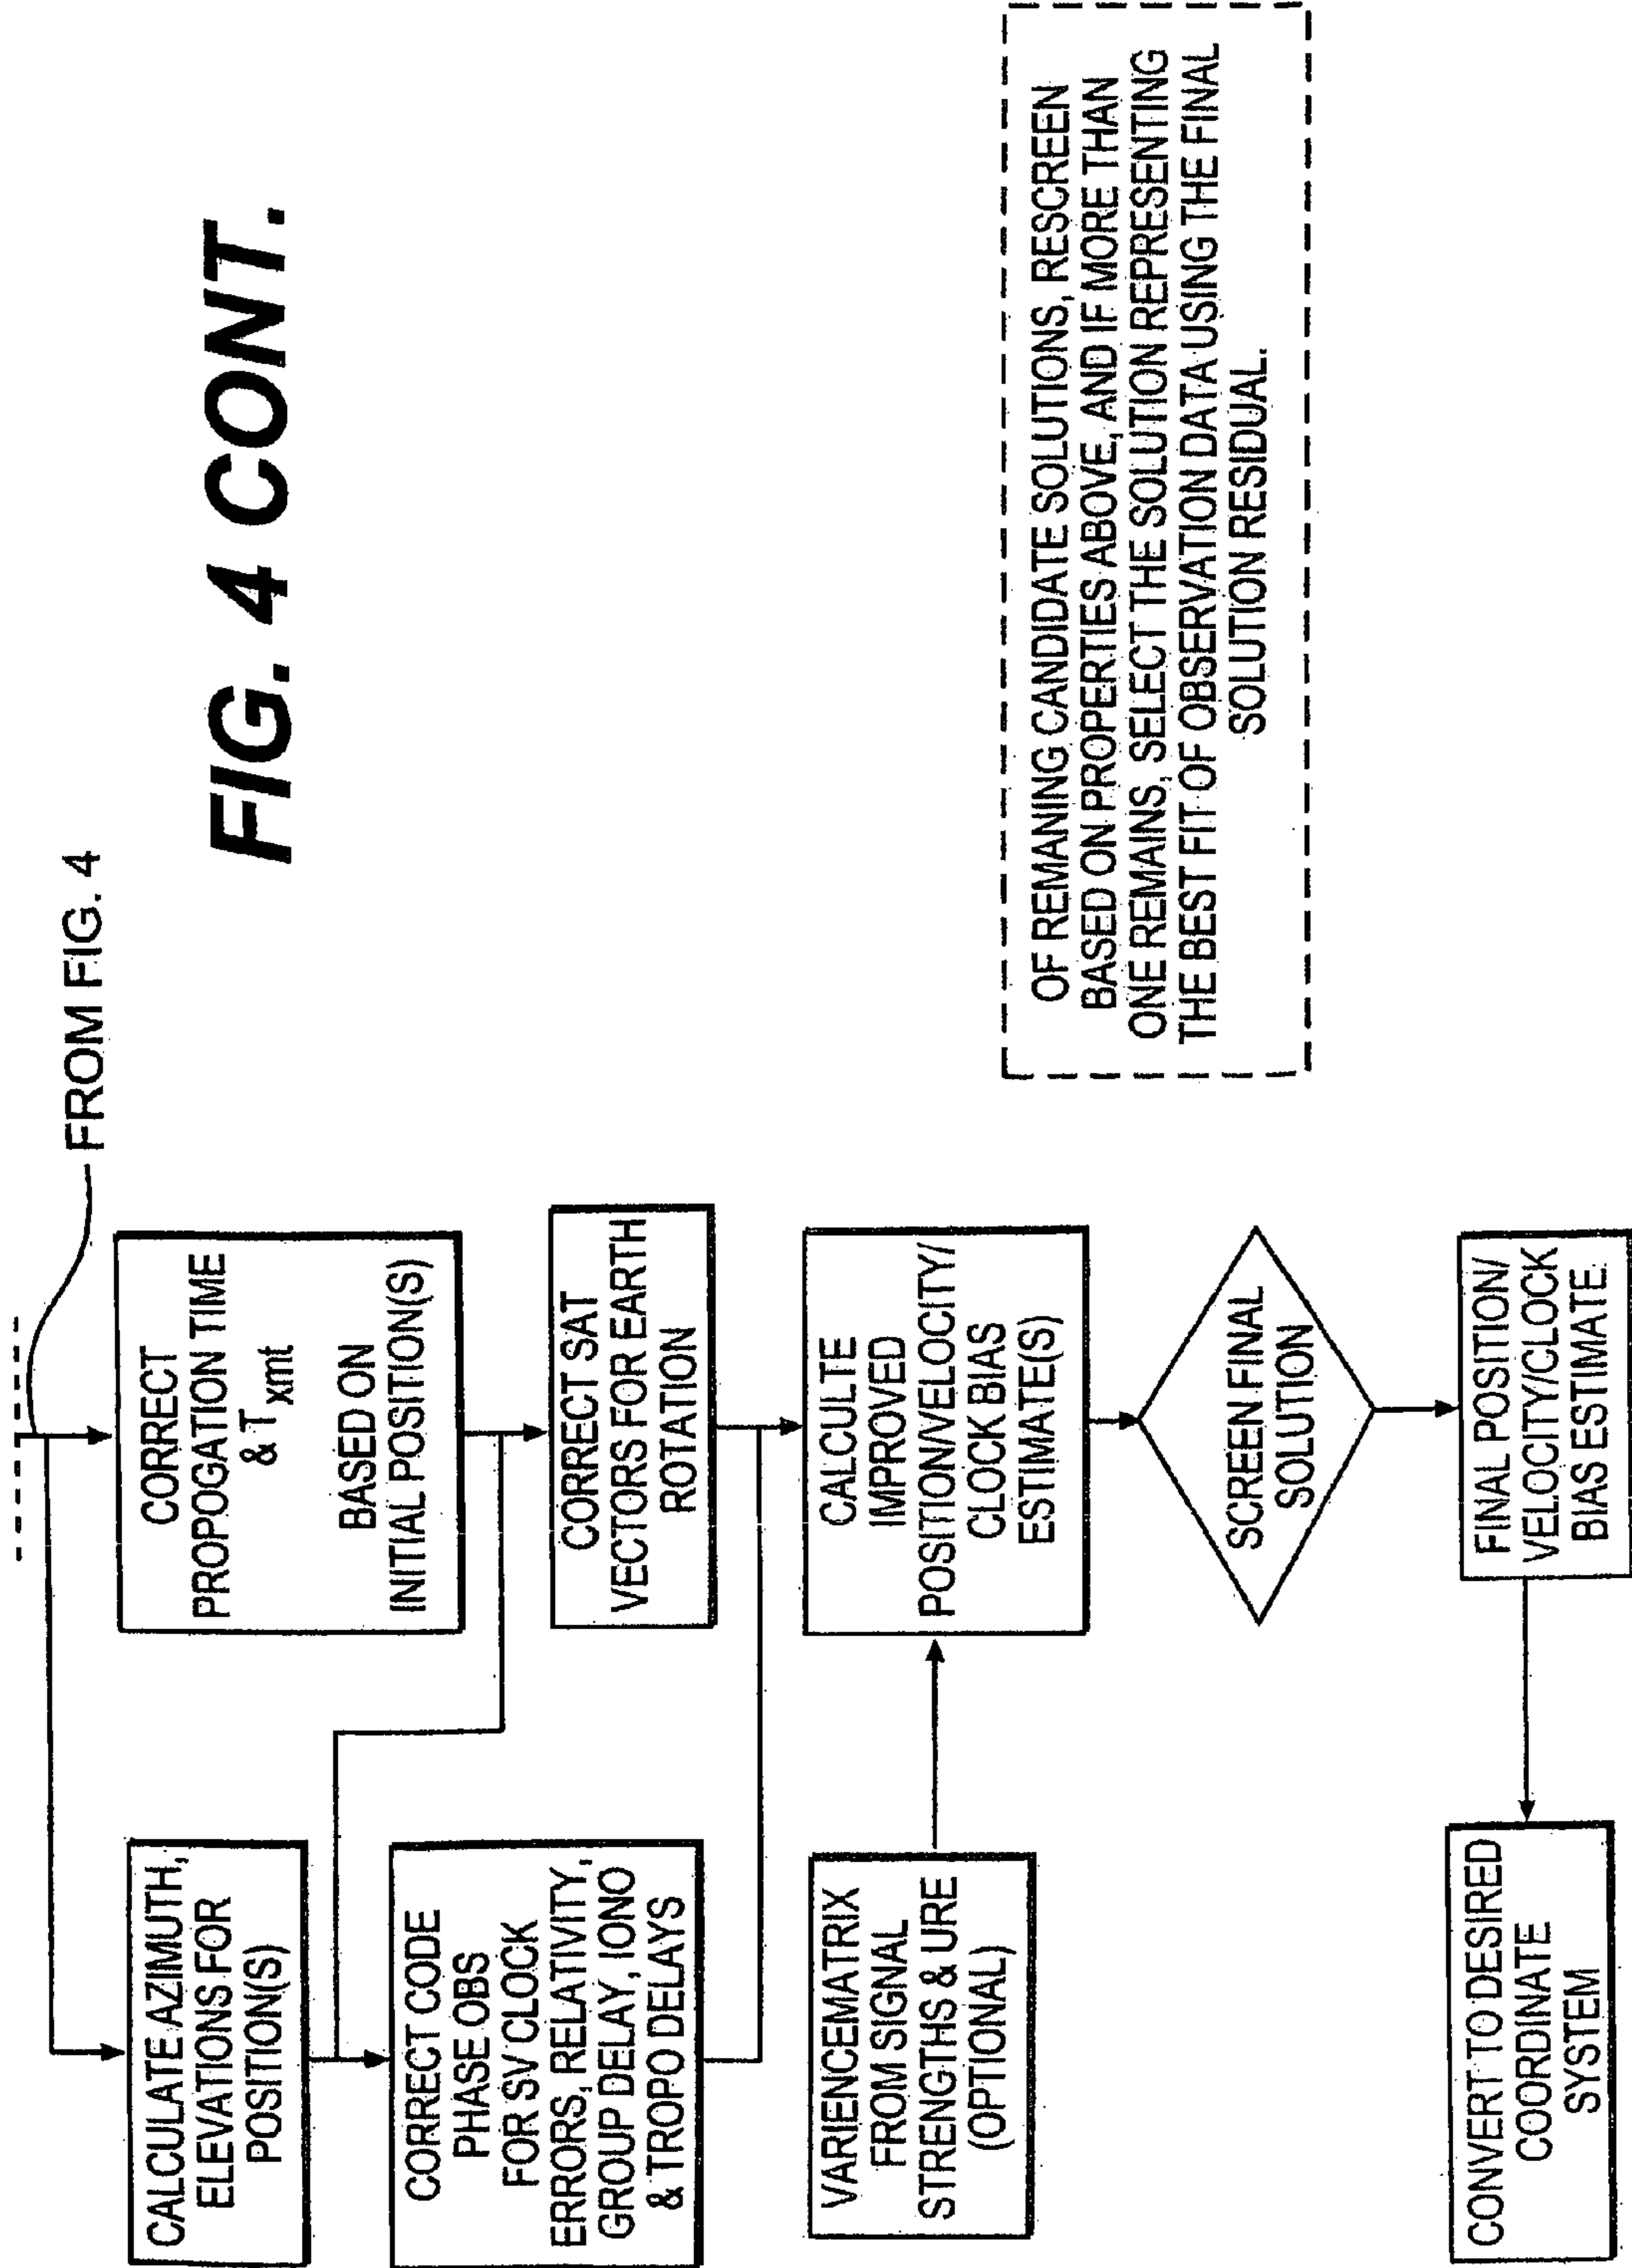 FROM FIG. 4
FIG. 4 CONT.
CALCULATE AZIMUTH,
ELEVATIONS FOR
POSITION(S)
CORRECT
PROPOGATION TIME
& Txmt
BASED ON
INITIAL POSITION(S)
CORRECT CODE
PHASE OBS
FOR SV CLOCK
ERRORS, RELATIVITY,
GROUP DELAY, IONO
& TROPO DELAYS
CORRECT SAT
VECTORS FOR EARTH
ROTATION
VARIENCEMATRIX
FROM SIGNAL
STRENGTHS & URE
(OPTIONAL)
CALCULTE
IMPROVED
POSITION/VELOCITY/
CLOCK BIAS
ESTIMATE(S)
SCREEN FINAL
SOLUTION
OF REMAINING CANDIDATE SOLUTIONS, RESCREEN
BASED ON PROPERTIES ABOVE, AND IF MORE THAN
ONE REMAINS, SELECT THE SOLUTION REPRESENTING
THE BEST FIT OF OBSERVATION DATA USING THE FINAL
SOLUTION RESIDUAL.
FINAL POSITION/
VELOCITY/CLOCK
BIAS ESTIMATE.
CONVERT TO DESIRED
COORDINATE
SYSTEM